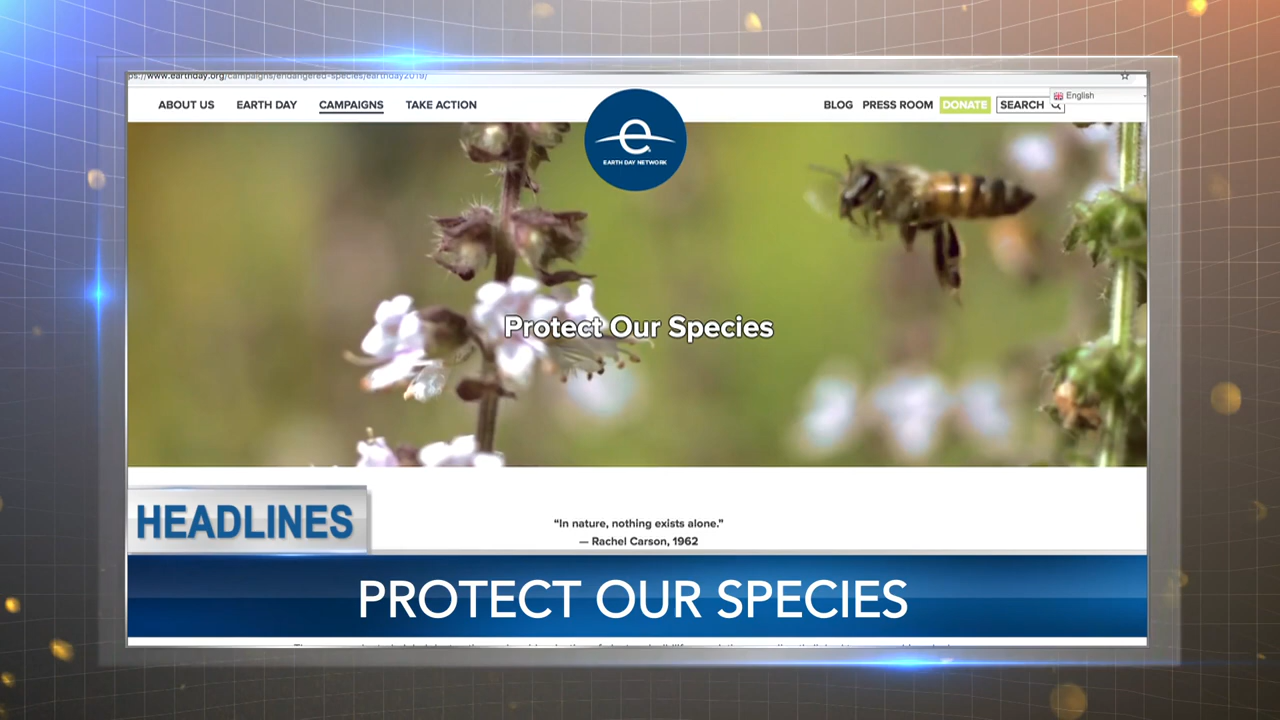 ps://www.earthday.org/campaigns/endangered-species/earthday2019/
English
ABOUT US EARTH DAY CAMPAIGNS TAKE ACTION BLOG PRESS ROOM DONATE SEARCH
e
EARTH DAY NETWORK
Protect Our Species
HEADLINES
“In nature, nothing exists alone.”
— Rachel Carson, 1962
PROTECT OUR SPECIES